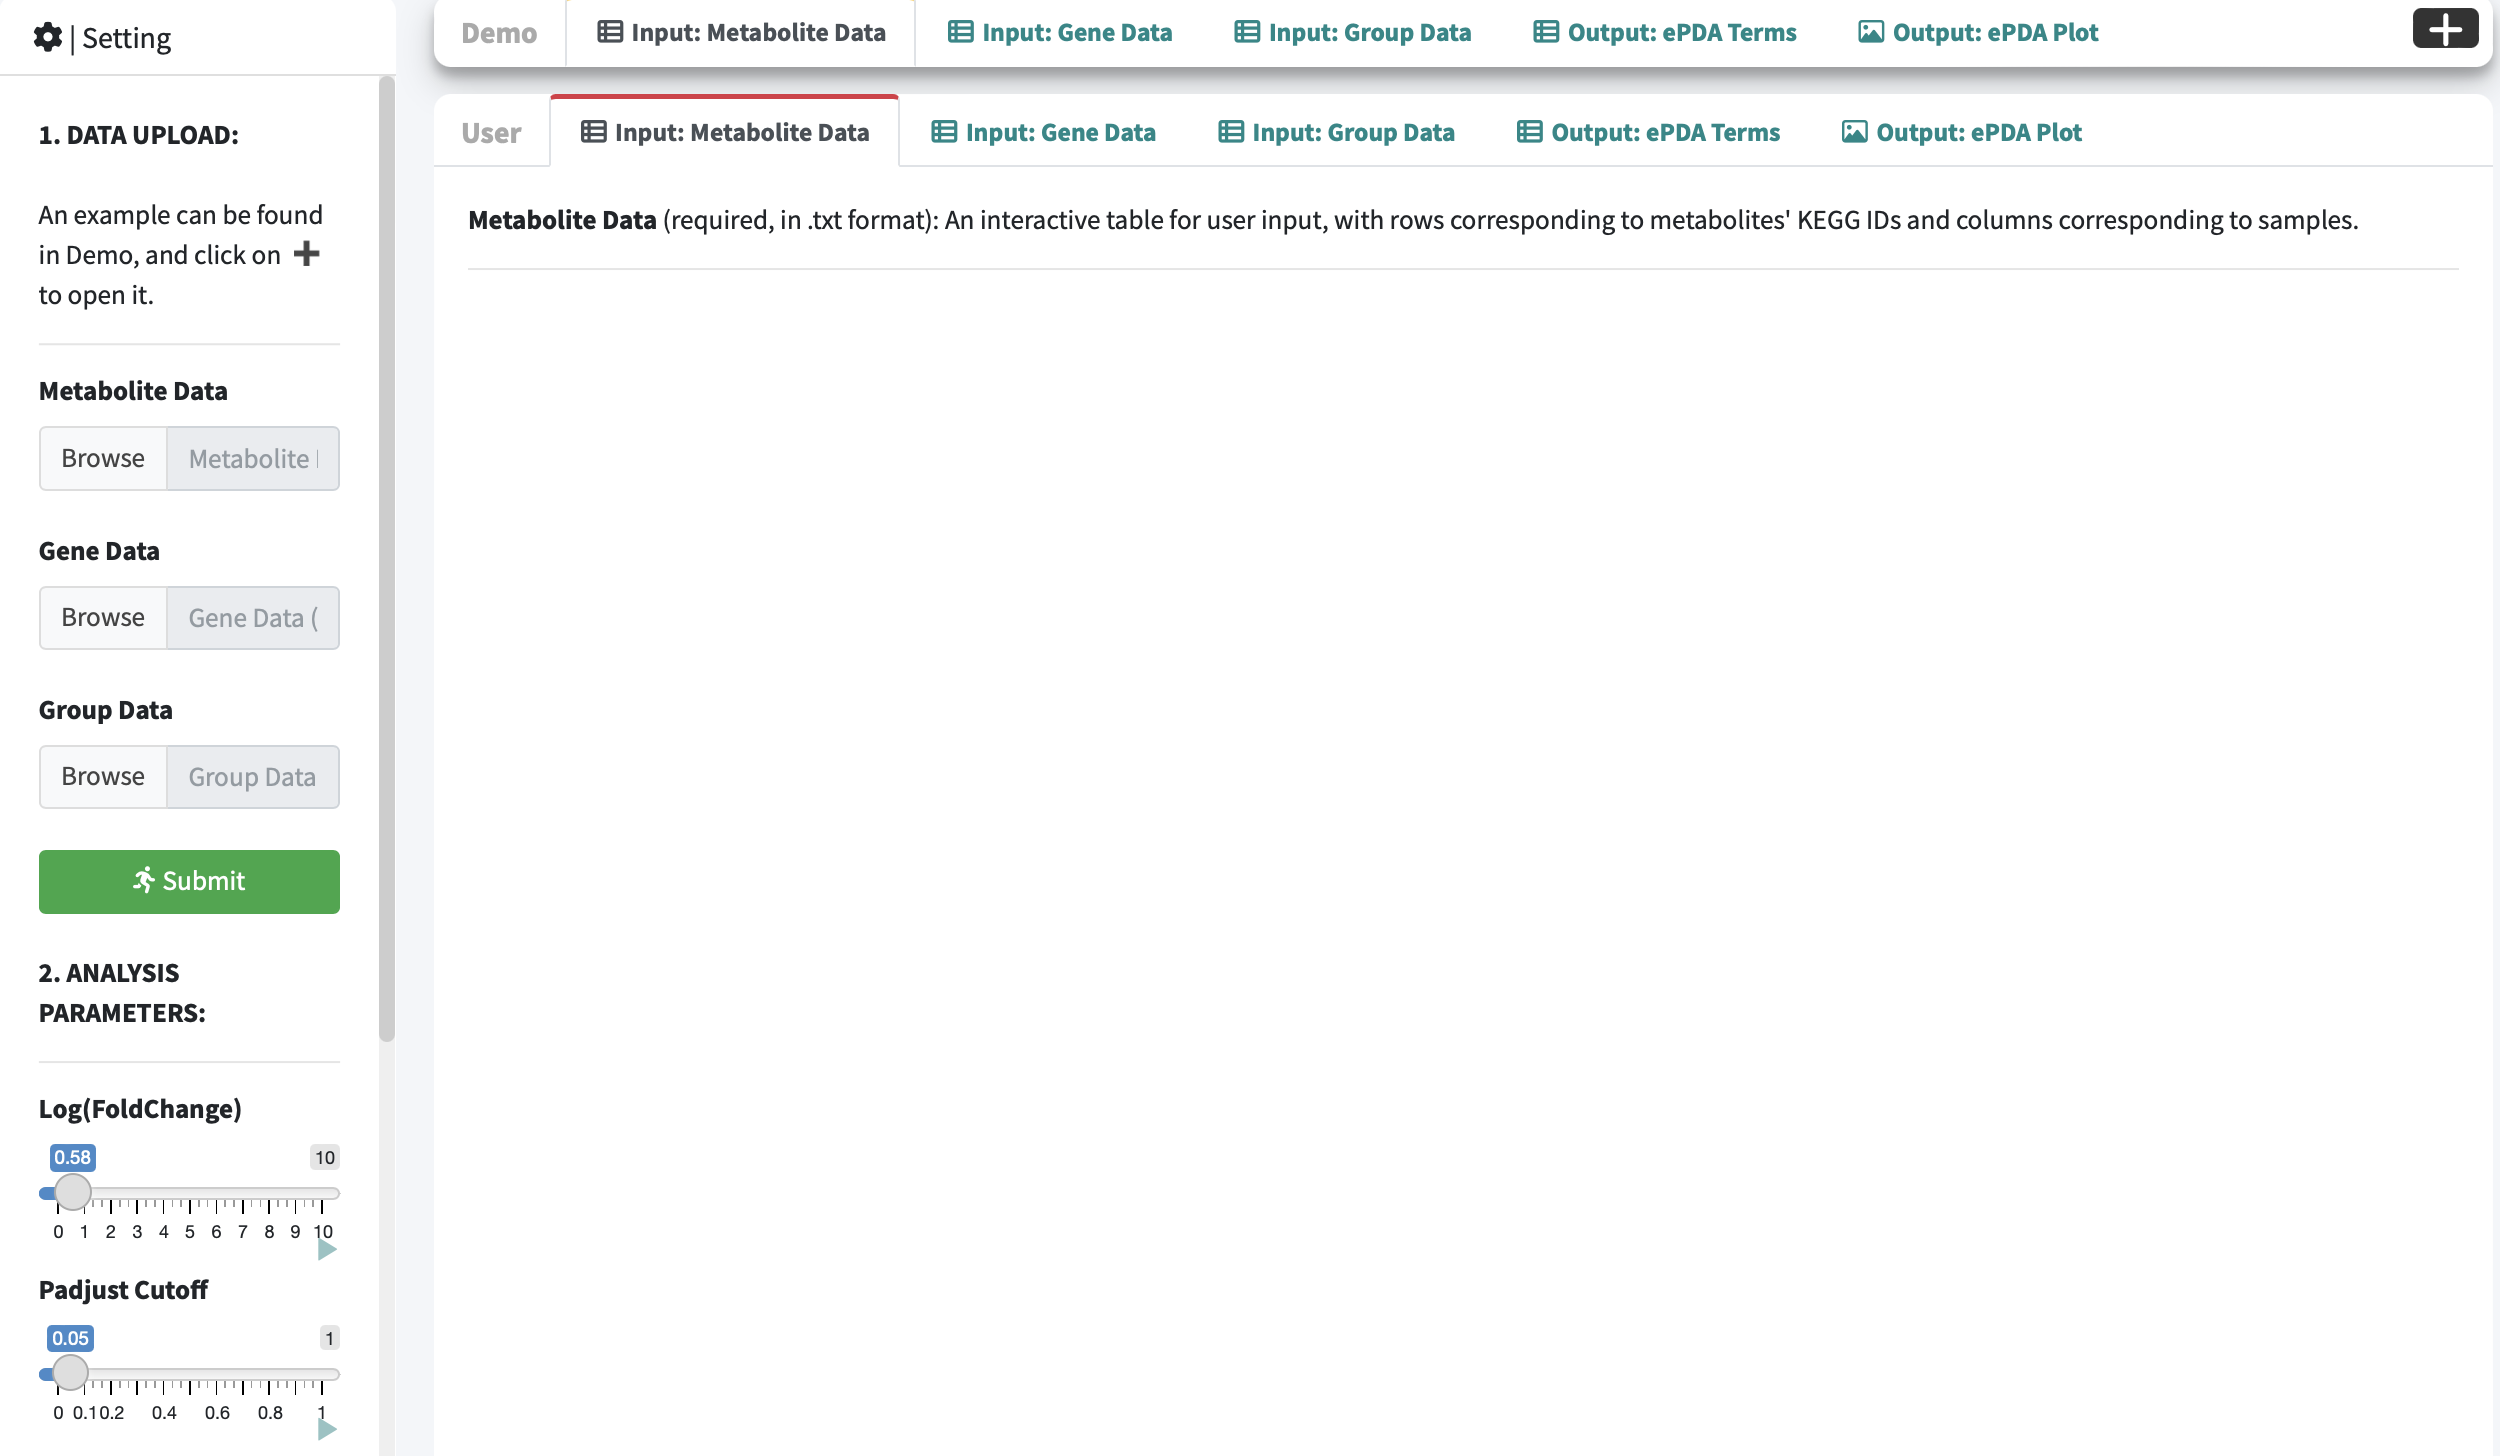 | Setting
1. DATA UPLOAD:
An example can be found
in Demo, and click on
to open it.
Metabolite Data
Browse
Metabolite
Gene Data
Browse
Gene Data (
Group Data
Browse
Group Data
Submit
2. ANALYSIS
PARAMETERS:
Log(FoldChange)
0.58
10
0 1 2 3 4 5 6 7 8 9 10
Padjust Cutoff
0.05
1
0 0.1 0.2 0.4 0.6 0.8 1
Demo
Input: Metabolite Data
Input: Gene Data
Input: Group Data
Output: ePDA Terms
Output: ePDA Plot
User
Input: Metabolite Data
Input: Gene Data
Input: Group Data
Output: ePDA Terms
Output: ePDA Plot
Metabolite Data (required, in .txt format): An interactive table for user input, with rows corresponding to metabolites' KEGG IDs and columns corresponding to samples.